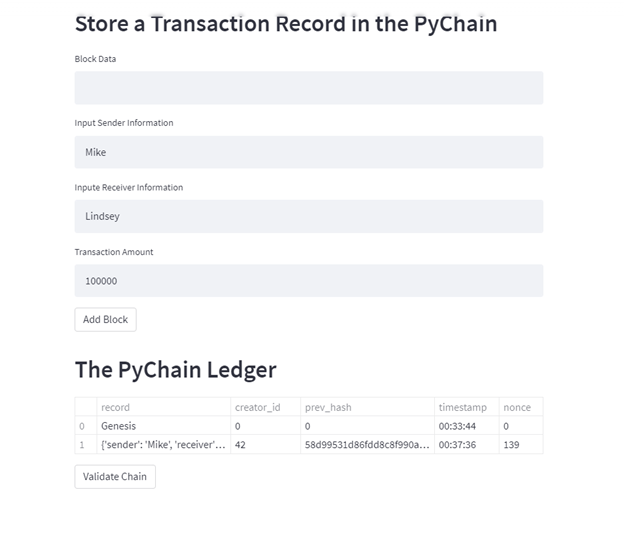 Store a Transaction Record in the PyChain
Block Data
Input Sender Information
Mike
Inpute Receiver Information
Lindsey
Transaction Amount
100000
Add Block
The PyChain Ledger
record creator_id prev_hash timestamp nonce
0 Genesis 0 0 00:33:44 0
1 {'sender': 'Mike', 'receiver'... 42 58d99531d86fdd8c8f990a... 00:37:36 139
Validate Chain